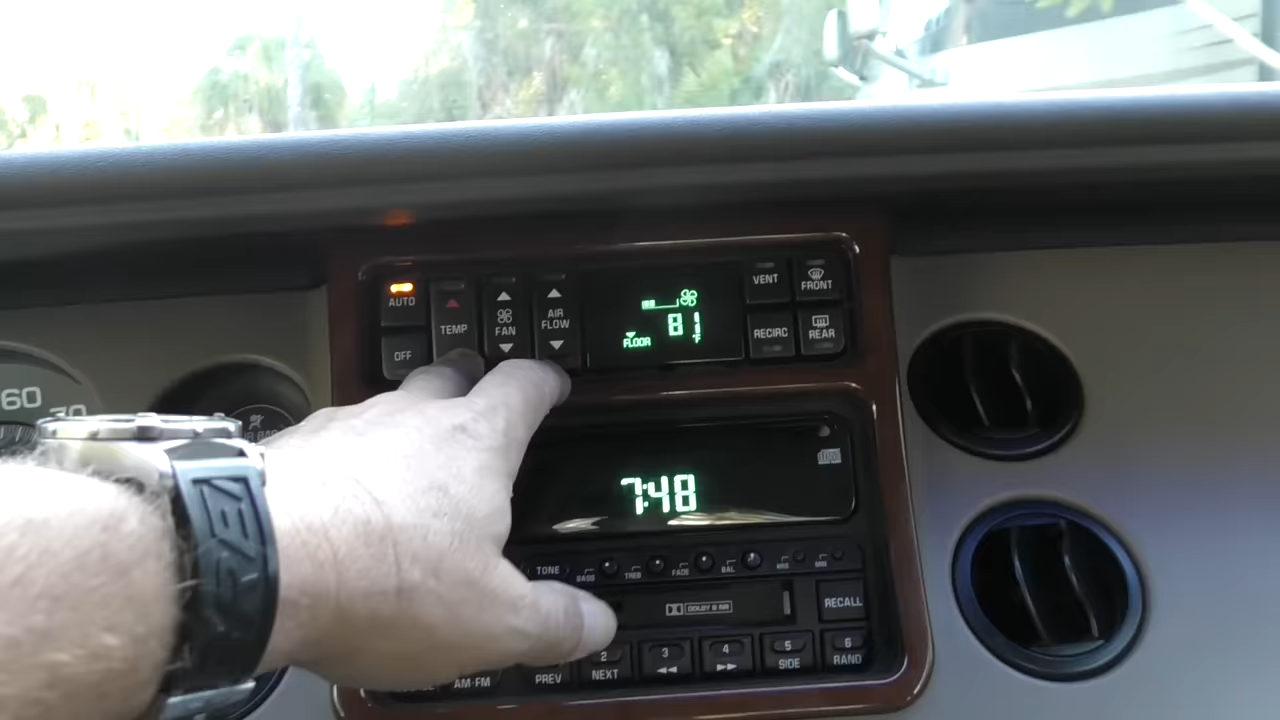 AUTO
OFF
TEMP
FAN
AIR
FLOW
81
°F
FLOOR
VENT
FRONT
RECIRC
REAR
60
7:48
TONE
BASS
TREB
FADE
BAL
DOLBY B NR
RECALL
AM-FM
PREV
2
NEXT
3
4
5
SIDE
6
RAND